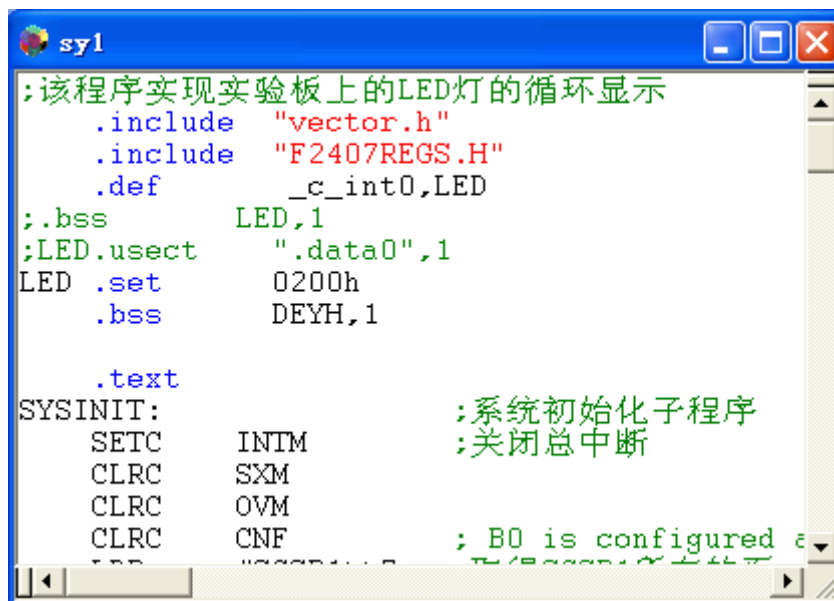 sy1
;该程序实现实验板上的LED灯的循环显示
.include "vector.h"
.include "F2407REGS.H"
.def _c_int0,LED
;.bss LED,1
;LED.usect ".data0",1
LED .set 0200h
.bss DEYH,1
.text
SYSINIT: ;系统初始化子程序
SETC INTM ;关闭总中断
CLRC SXM
CLRC OVM
CLRC CNF ; B0 is configured a